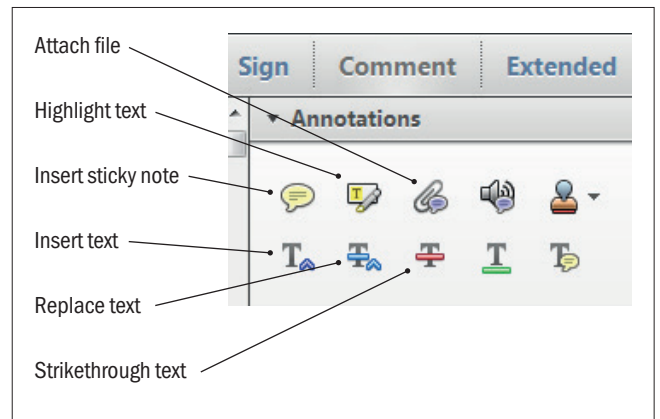 Attach file
Sign Comment Extended
Highlight text
Annotations
Insert sticky note
T
Insert text
T T T T T
Replace text
Strikethrough text